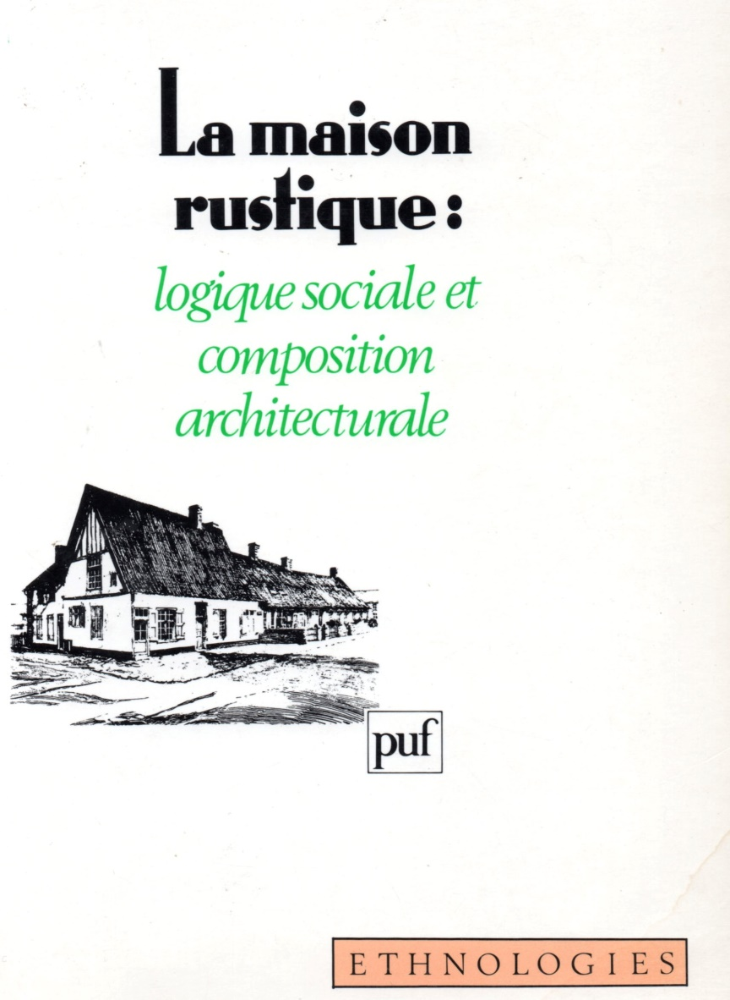 La maison
rustique :
logique sociale et
composition
architecturale
puf
ETHNOLOGIES